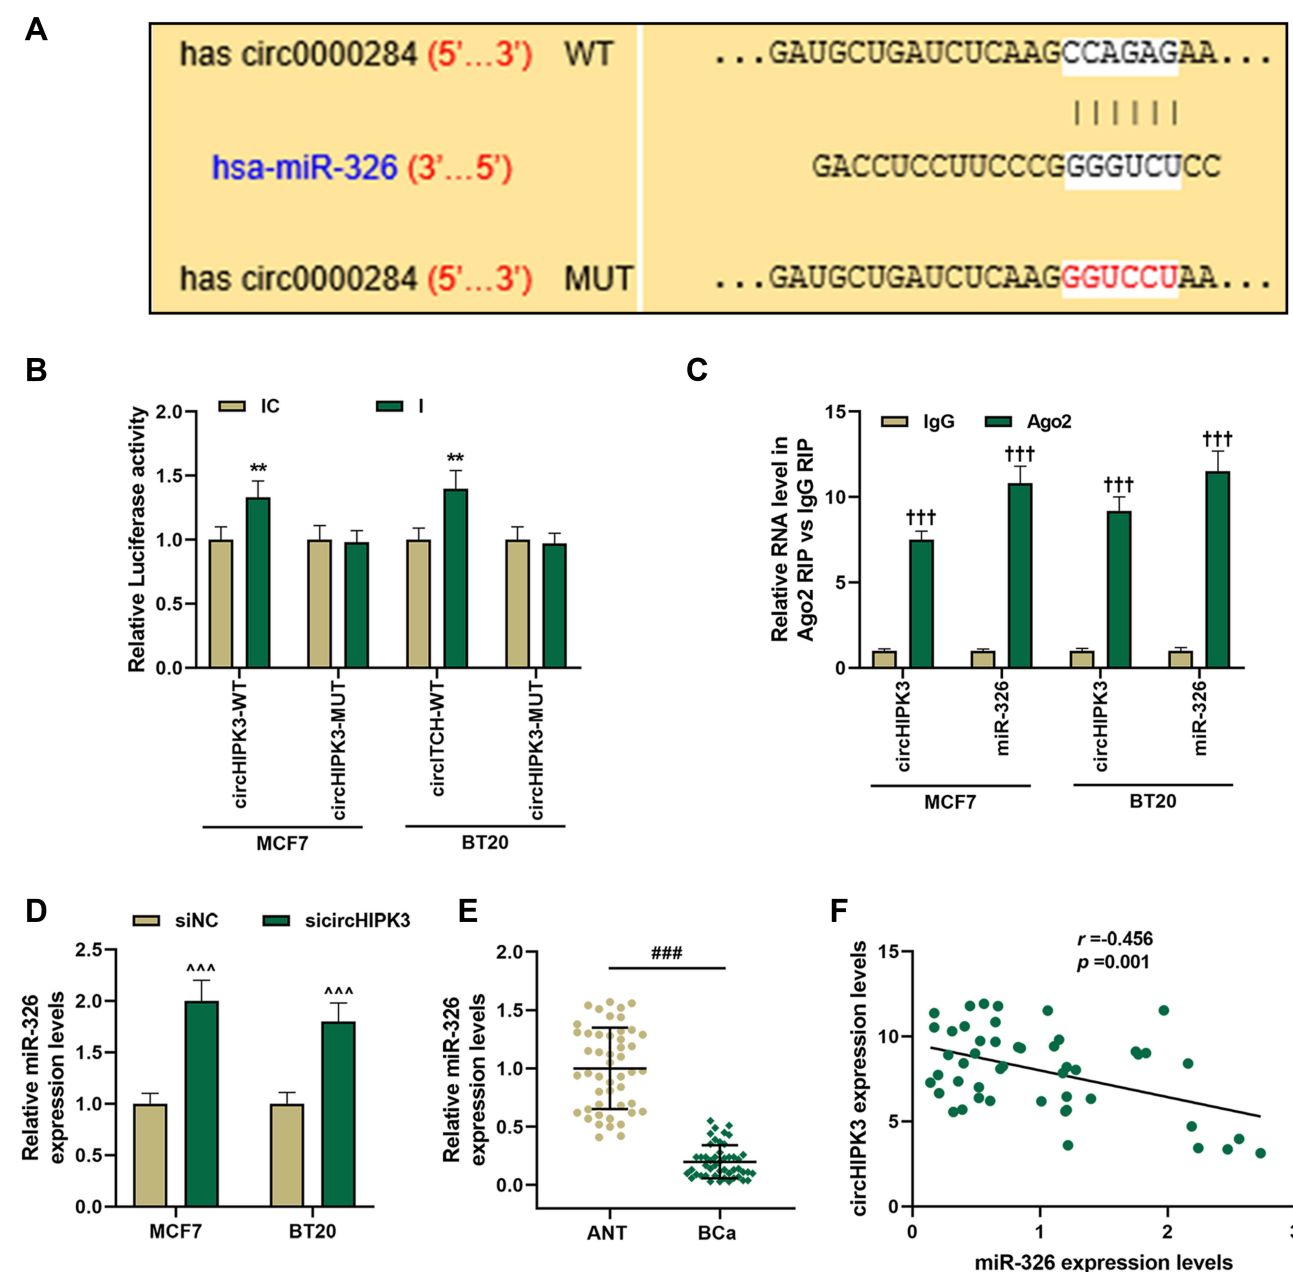 A
has circ0000284 (5'...3') WT ...GAUGCUGAUCUCAAGCCAGAGAA...
hsa-miR-326 (3'...5') GACCUCCUUCCCGGGGUCUCC
has circ0000284 (5'...3') MUT ...GAUGCUGAUCUCAAGGGUCCUAA...
B
IC I
Relative Luciferase activity
2.0
1.5
1.0
0.5
0.0
** **
circHIPK3-WT
circHIPK3-MUT
circITCH-WT
circHIPK3-MUT
MCF7 BT20
C
IgG Ago2
Relative RNA level in
Ago2 RIP vs IgG RIP
15
10
5
0
††† ††† ††† †††
circHIPK3
miR-326
circHIPK3
miR-326
MCF7 BT20
D
siNC sicircHIPK3
Relative miR-326
expression levels
2.5
2.0
1.5
1.0
0.5
0.0
^^^ ^^^
MCF7 BT20
E
Relative miR-326
expression levels
2.0
1.5
1.0
0.5
0.0
###
ANT BCa
F
r =-0.456
p =0.001
circHIPK3 expression levels
15
10
5
0
0 1 2 3
miR-326 expression levels